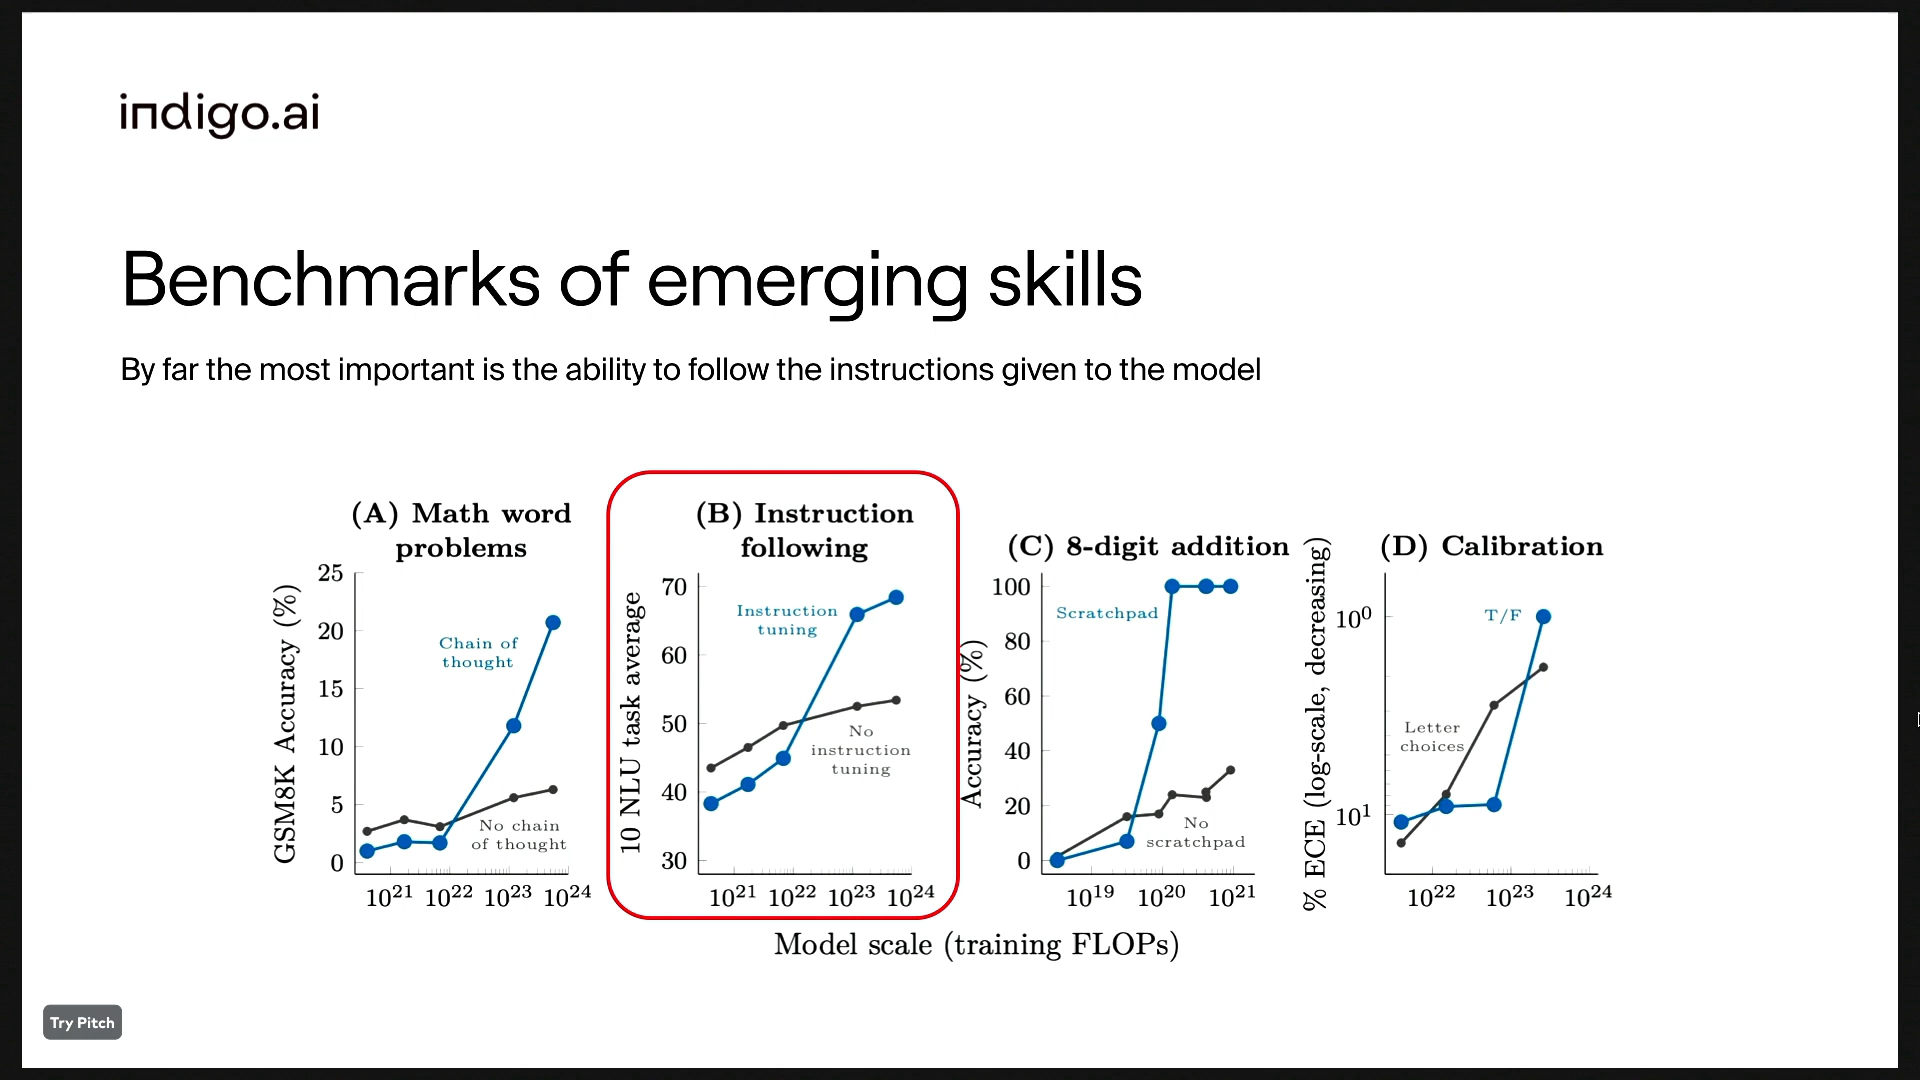 indigo.ai
Benchmarks of emerging skills
By far the most important is the ability to follow the instructions given to the model
(A) Math word
problems
GSM8K Accuracy (%)
25
20
15
10
5
0
Chain of
thought
No chain
of thought
10²¹ 10²² 10²³ 10²⁴
(B) Instruction
following
10 NLU task average
70
60
50
40
30
Instruction
tuning
No
instruction
tuning
10²¹ 10²² 10²³ 10²⁴
(C) 8-digit addition
Accuracy (%)
100
80
60
40
20
0
Scratchpad
No
scratchpad
10¹⁹ 10²⁰ 10²¹
(D) Calibration
% ECE (log-scale, decreasing)
10⁰
10¹
T/F
Letter
choices
10²² 10²³ 10²⁴
Model scale (training FLOPs)
Try Pitch